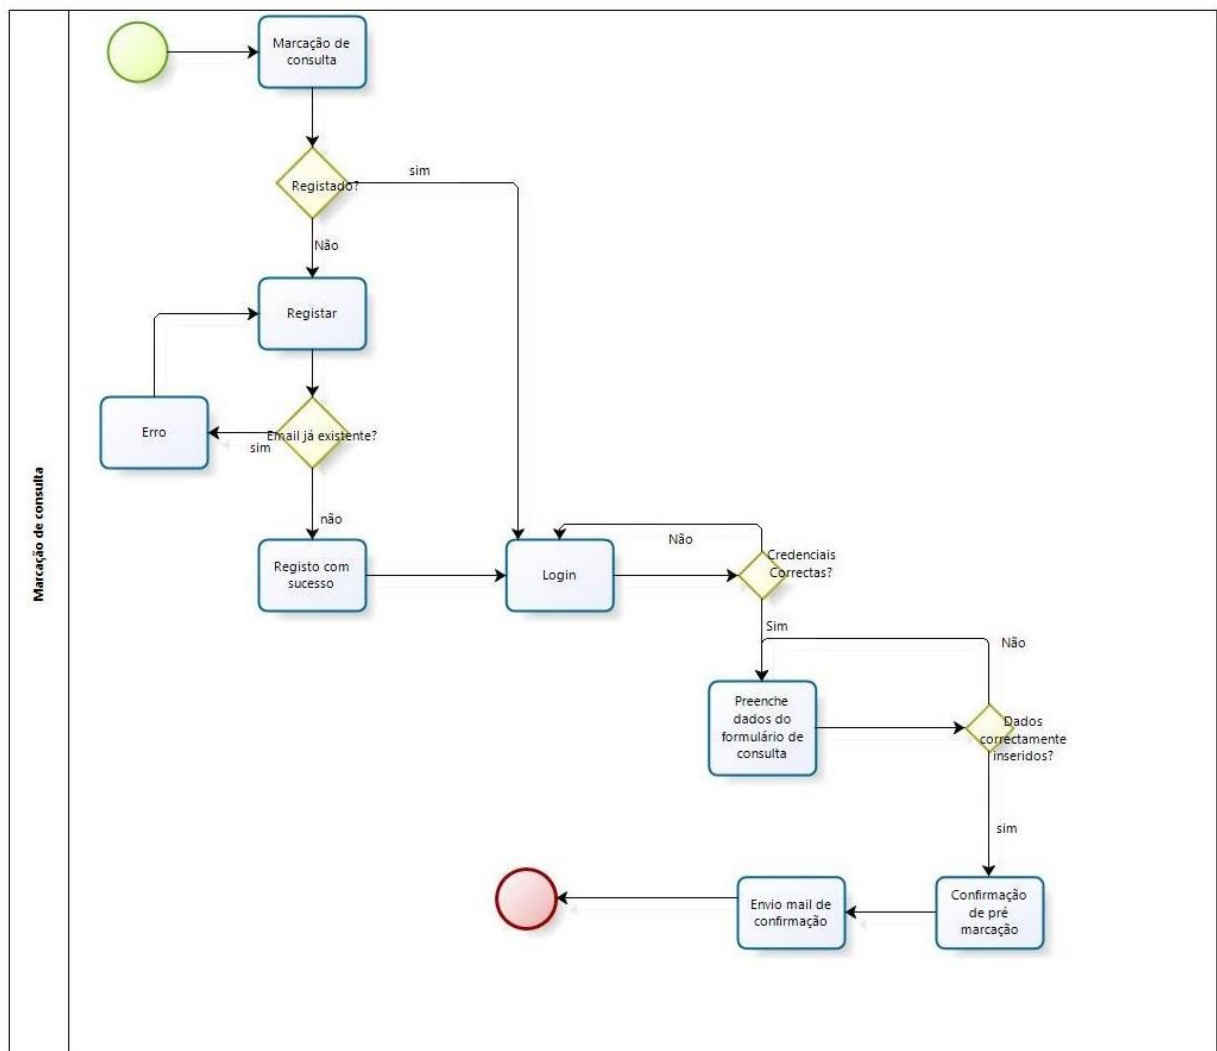 Marcação de consulta
Marcação de
consulta
Registado?
sim
Não
Registar
Erro
Email já existente?
sim
não
Registo com
sucesso
Login
Não
Credenciais
Correctas?
Sim
Não
Preenche
dados do
formulário de
consulta
Dados
correctamente
inseridos?
sim
Confirmação
de pré
marcação
Envio mail de
confirmação